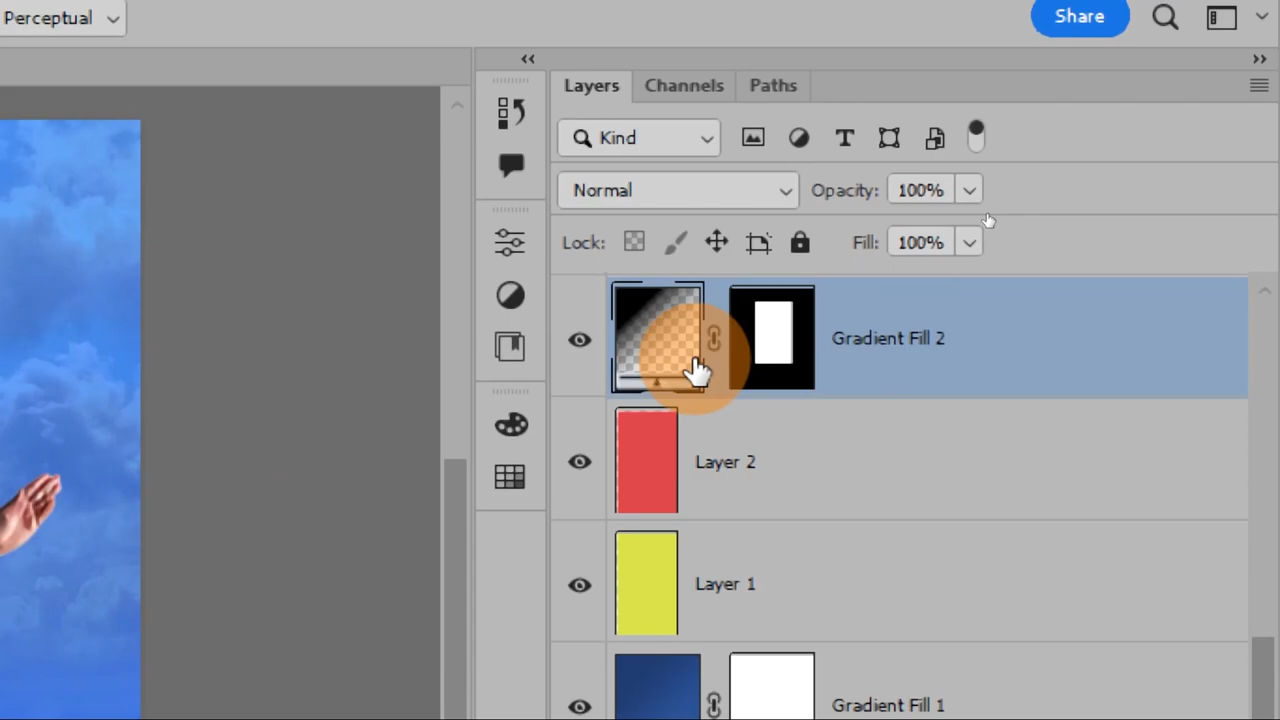 Perceptual
Share
Layers
Channels
Paths
Kind
T
Normal
Opacity: 100%
Lock:
Fill: 100%
Gradient Fill 2
Layer 2
Layer 1
Gradient Fill 1